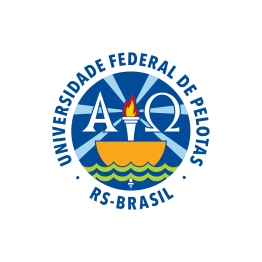 UNIVERSIDADE FEDERAL DE PELOTAS
Α Ω
· RS-BRASIL ·